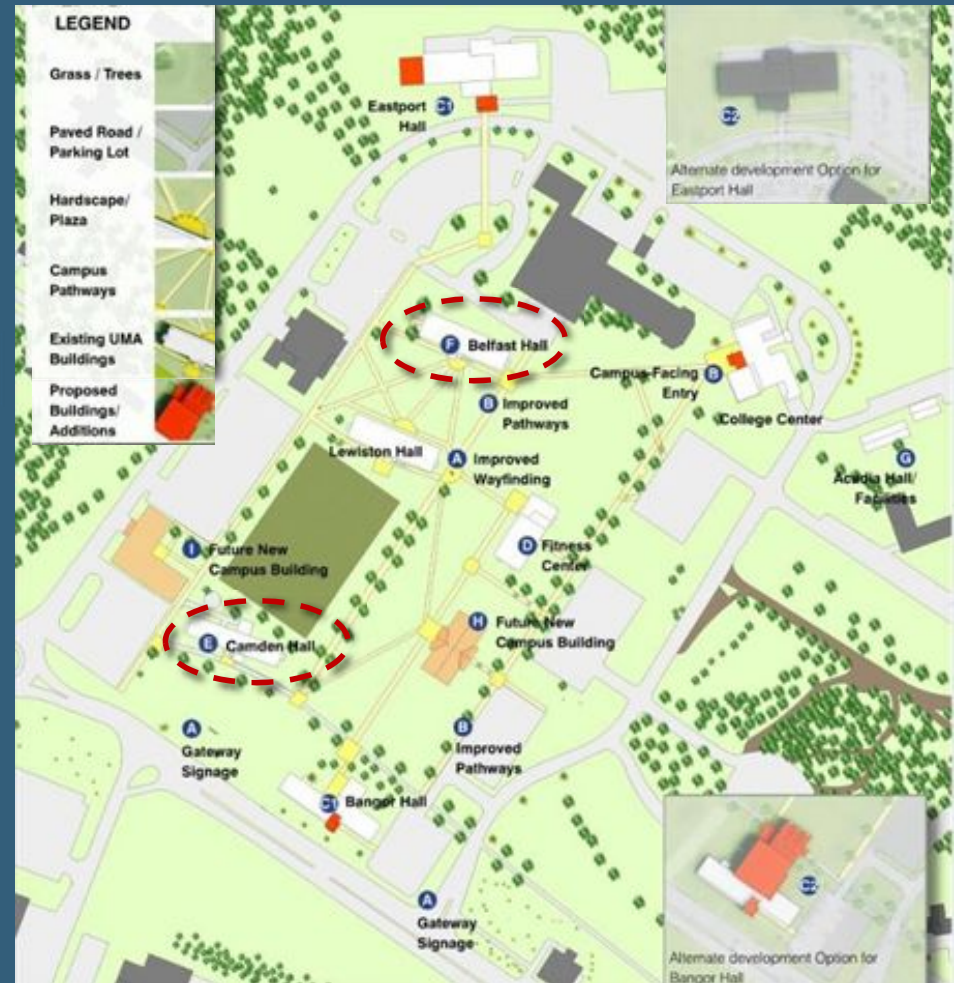 LEGEND
Grass / Trees
Paved Road /
Parking Lot
Hardscape/
Plaza
Campus
Pathways
Existing UMA
Buildings
Proposed
Buildings/
Additions
Eastport
Hall
C1
C2
Alternate development Option for
Eastport Hall
F Belfast Hall
Campus-Facing
Entry
B
College Center
B Improved
Pathways
Lewiston Hall
A Improved
Wayfinding
G
Acadia Hall/
Facilities
D Fitness
Center
I Future New
Campus Building
H Future New
Campus Building
E Camden Hall
A
Gateway
Signage
B
Improved
Pathways
C1 Bangor Hall
A
Gateway
Signage
C2
Alternate development Option for
Bangor Hall